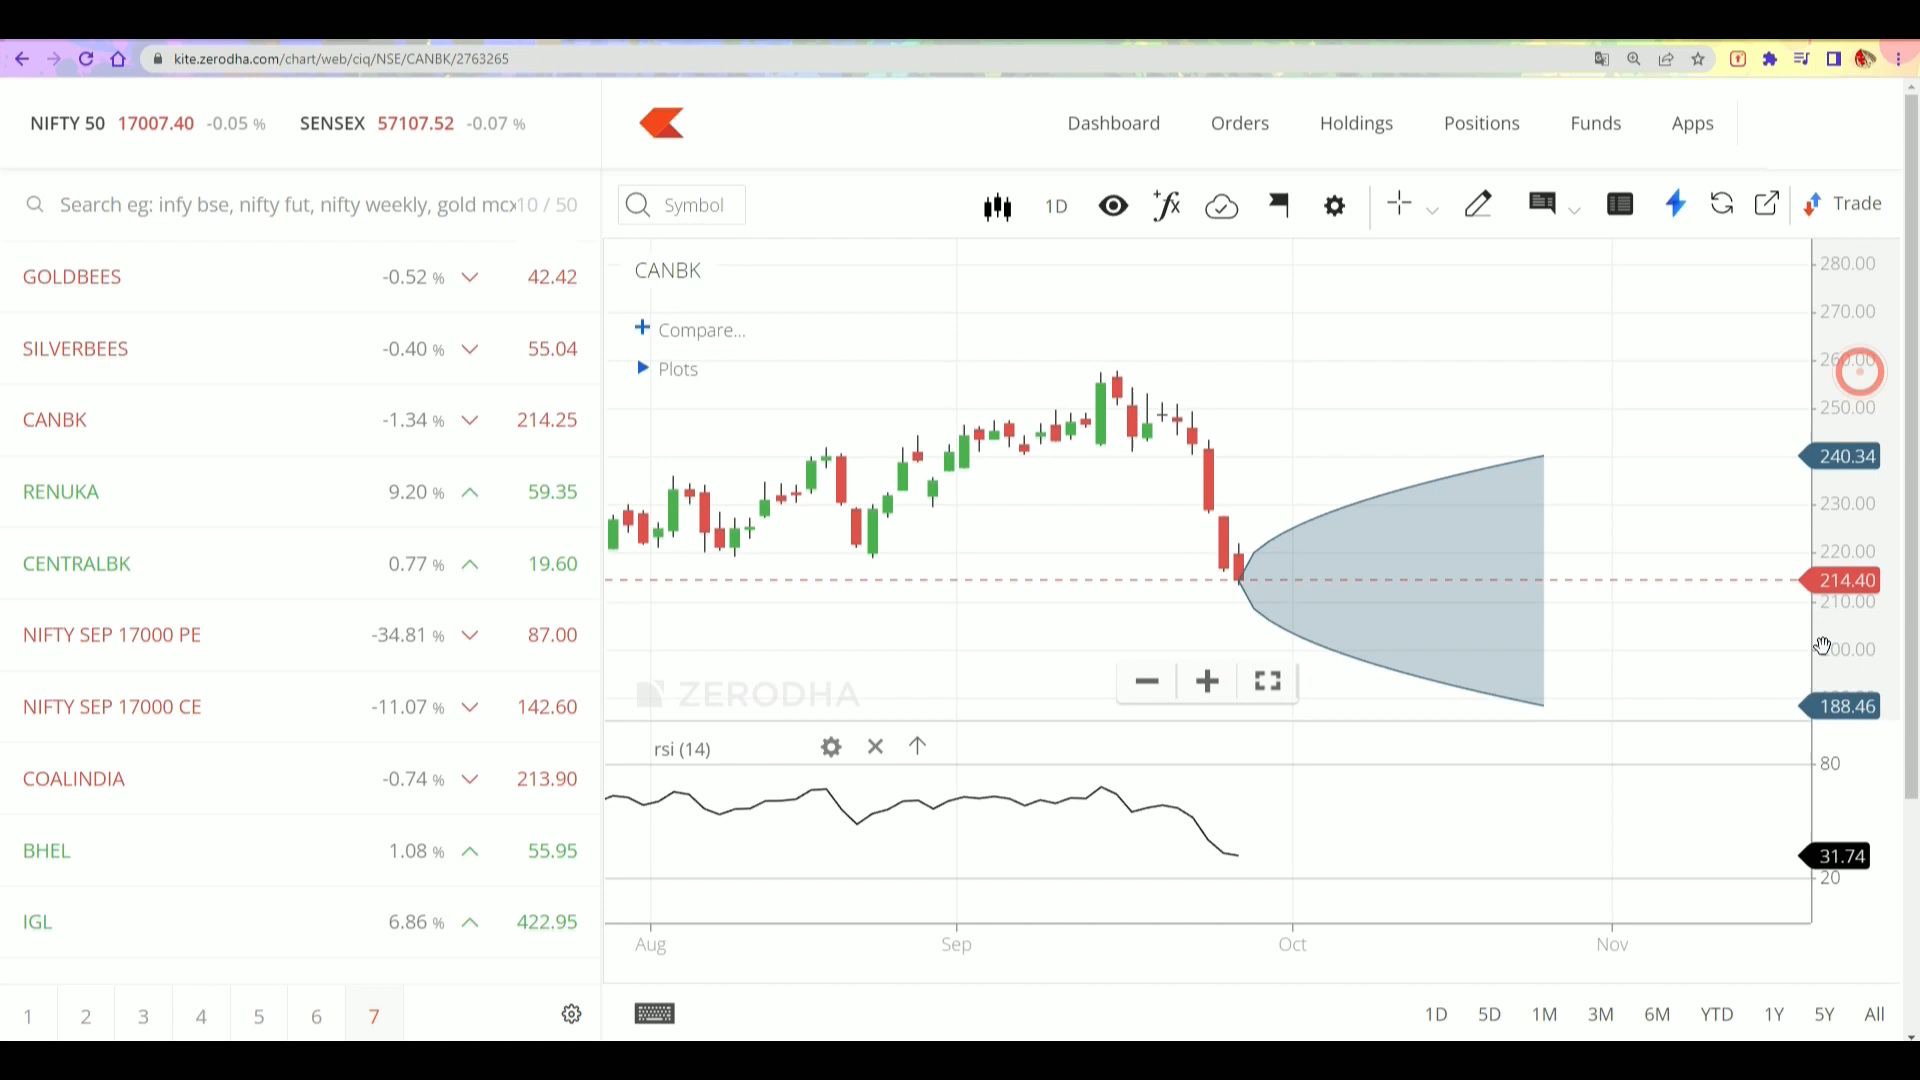 kite.zerodha.com/chart/web/ciq/NSE/CANBK/2763265
NIFTY 50 17007.40 -0.05 % SENSEX 57107.52 -0.07 %
Dashboard Orders Holdings Positions Funds Apps
Search eg: infy bse, nifty fut, nifty weekly, gold mcx 10 / 50
Symbol 1D Trade
GOLDBEES -0.52 % 42.42
SILVERBEES -0.40 % 55.04
CANBK -1.34 % 214.25
RENUKA 9.20 % 59.35
CENTRALBK 0.77 % 19.60
NIFTY SEP 17000 PE -34.81 % 87.00
NIFTY SEP 17000 CE -11.07 % 142.60
COALINDIA -0.74 % 213.90
BHEL 1.08 % 55.95
IGL 6.86 % 422.95
1 2 3 4 5 6 7
CANBK
Compare...
Plots
280.00
270.00
260.00
250.00
240.34
230.00
220.00
214.40
210.00
200.00
188.46
ZERODHA
rsi (14)
80
31.74
20
Aug Sep Oct Nov
1D 5D 1M 3M 6M YTD 1Y 5Y All